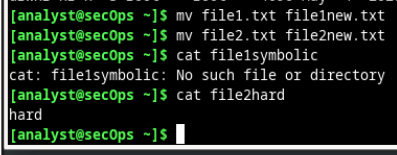 [analyst@secOps ~]$ mv file1.txt file1new.txt
[analyst@secOps ~]$ mv file2.txt file2new.txt
[analyst@secOps ~]$ cat file1symbolic
cat: file1symbolic: No such file or directory
[analyst@secOps ~]$ cat file2hard
hard
[analyst@secOps ~]$